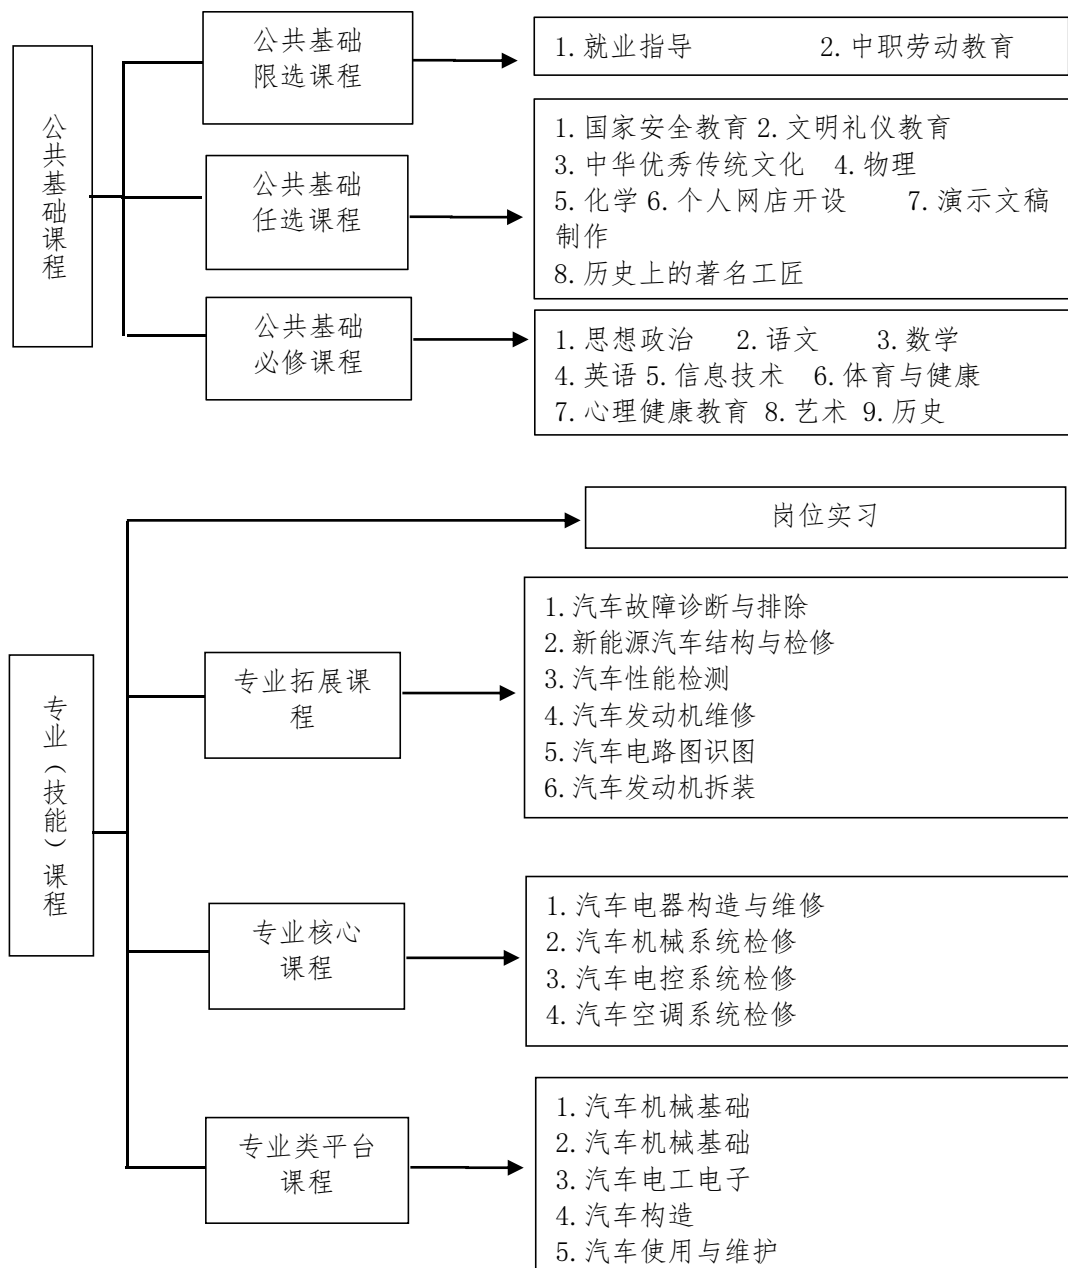 公共基础课程
公共基础
限选课程
1.就业指导 2.中职劳动教育
公共基础
任选课程
1.国家安全教育 2.文明礼仪教育
3.中华优秀传统文化 4.物理
5.化学 6.个人网店开设 7.演示文稿
制作
8.历史上的著名工匠
公共基础
必修课程
1.思想政治 2.语文 3.数学
4.英语 5.信息技术 6.体育与健康
7.心理健康教育 8.艺术 9.历史
专业（技能）课程
岗位实习
专业拓展课
程
1.汽车故障诊断与排除
2.新能源汽车结构与检修
3.汽车性能检测
4.汽车发动机维修
5.汽车电路图识图
6.汽车发动机拆装
专业核心
课程
1.汽车电器构造与维修
2.汽车机械系统检修
3.汽车电控系统检修
4.汽车空调系统检修
专业类平台
课程
1.汽车机械基础
2.汽车机械基础
3.汽车电工电子
4.汽车构造
5.汽车使用与维护